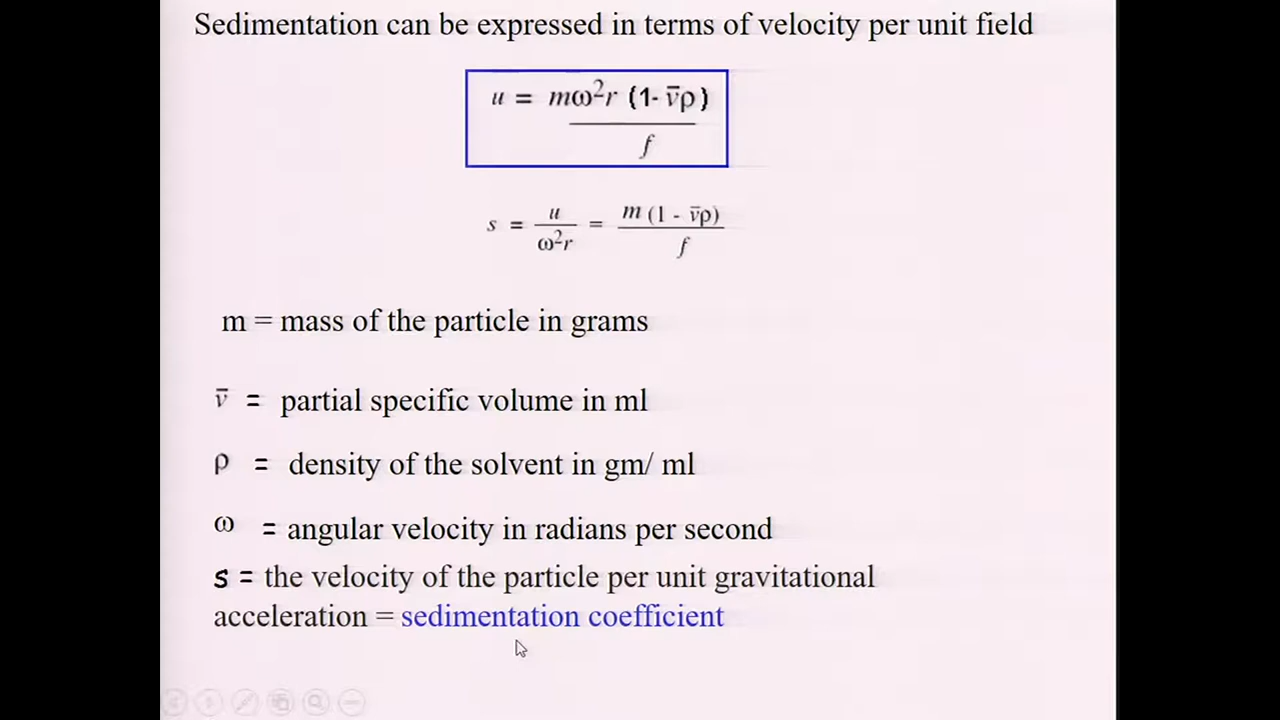 Sedimentation can be expressed in terms of velocity per unit field
u = mω²r (1- v̄ρ)
f
s = u / ω²r = m (1 - v̄ρ) / f
m = mass of the particle in grams
v̄ = partial specific volume in ml
ρ = density of the solvent in gm/ ml
ω = angular velocity in radians per second
s = the velocity of the particle per unit gravitational
acceleration = sedimentation coefficient